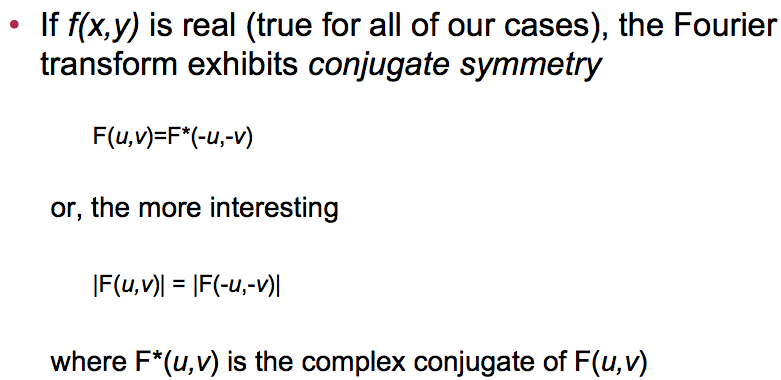 • If f(x,y) is real (true for all of our cases), the Fourier
transform exhibits conjugate symmetry
F(u,v)=F*(-u,-v)
or, the more interesting
|F(u,v)| = |F(-u,-v)|
where F*(u,v) is the complex conjugate of F(u,v)